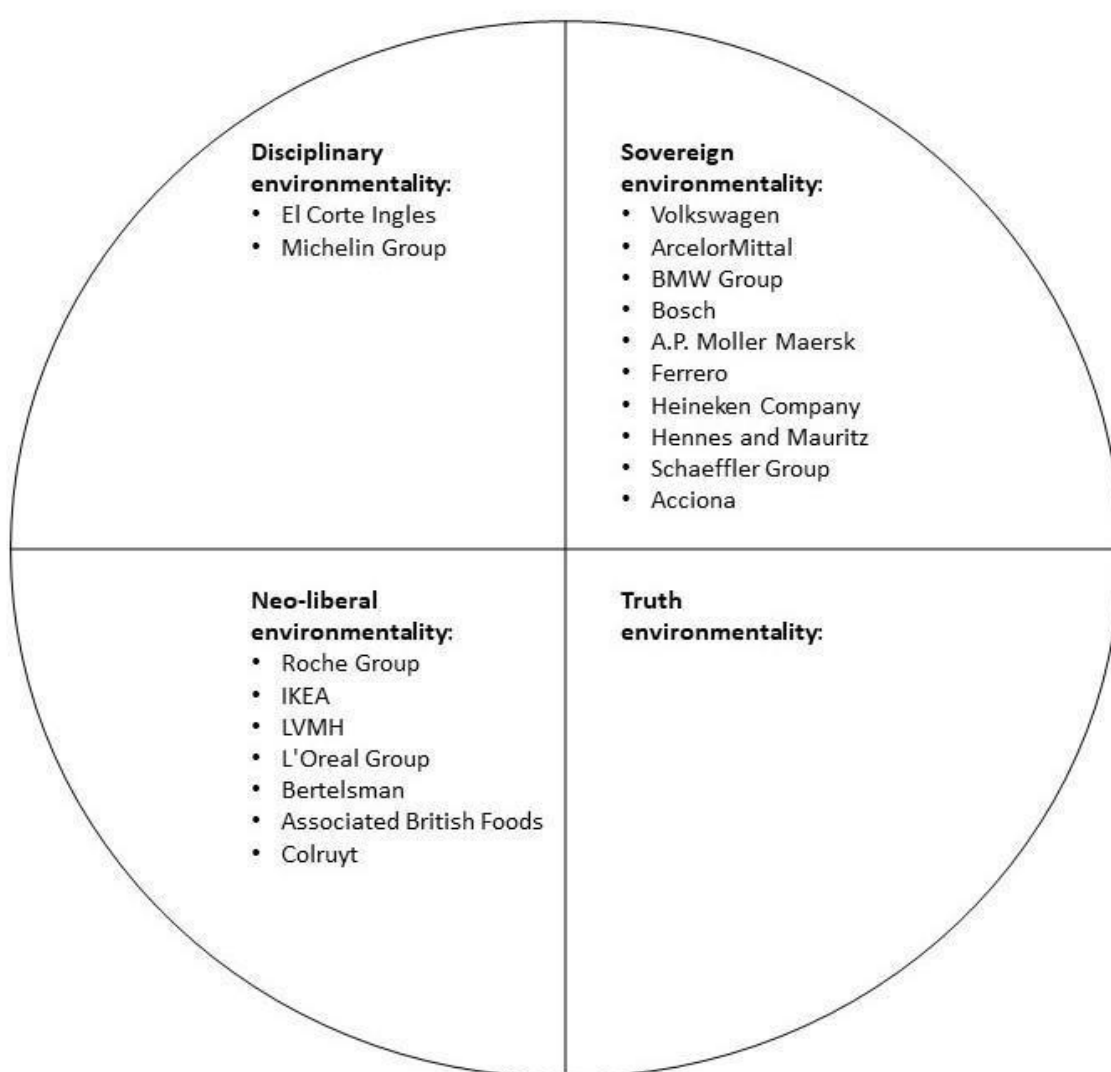 Disciplinary
environmentality:
• El Corte Ingles
• Michelin Group
Sovereign
environmentality:
• Volkswagen
• ArcelorMittal
• BMW Group
• Bosch
• A.P. Moller Maersk
• Ferrero
• Heineken Company
• Hennes and Mauritz
• Schaeffler Group
• Acciona
Neo-liberal
environmentality:
• Roche Group
• IKEA
• LVMH
• L'Oreal Group
• Bertelsman
• Associated British Foods
• Colruyt
Truth
environmentality: